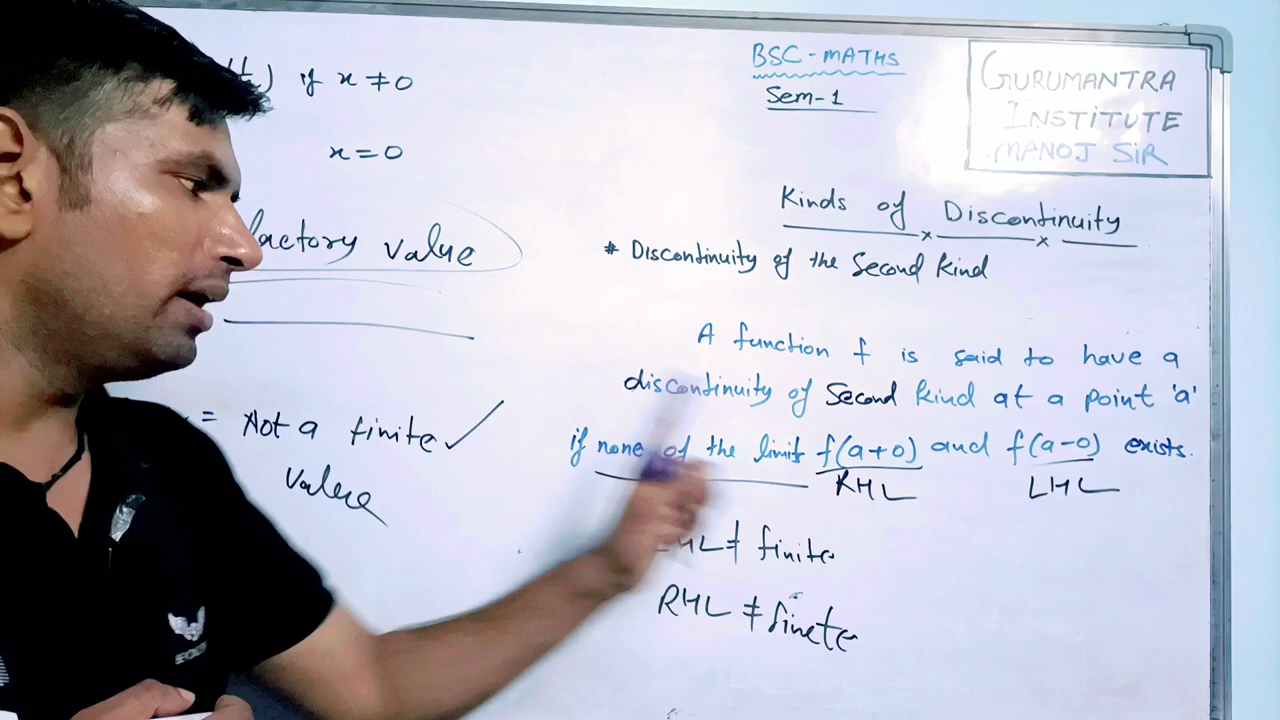 if x ≠ 0
x = 0
value
= Not a finite ✓
value
BSC-MATHS
Sem-1
GURUMANTRA
INSTITUTE
MANOJ SIR
Kinds of Discontinuity
* Discontinuity of the Second Kind
A function f is said to have a
discontinuity of Second kind at a point 'a'
if none of the limits f(a+0) and f(a-0) exists.
RHL LHL
≠ finite
RHL ≠ finete